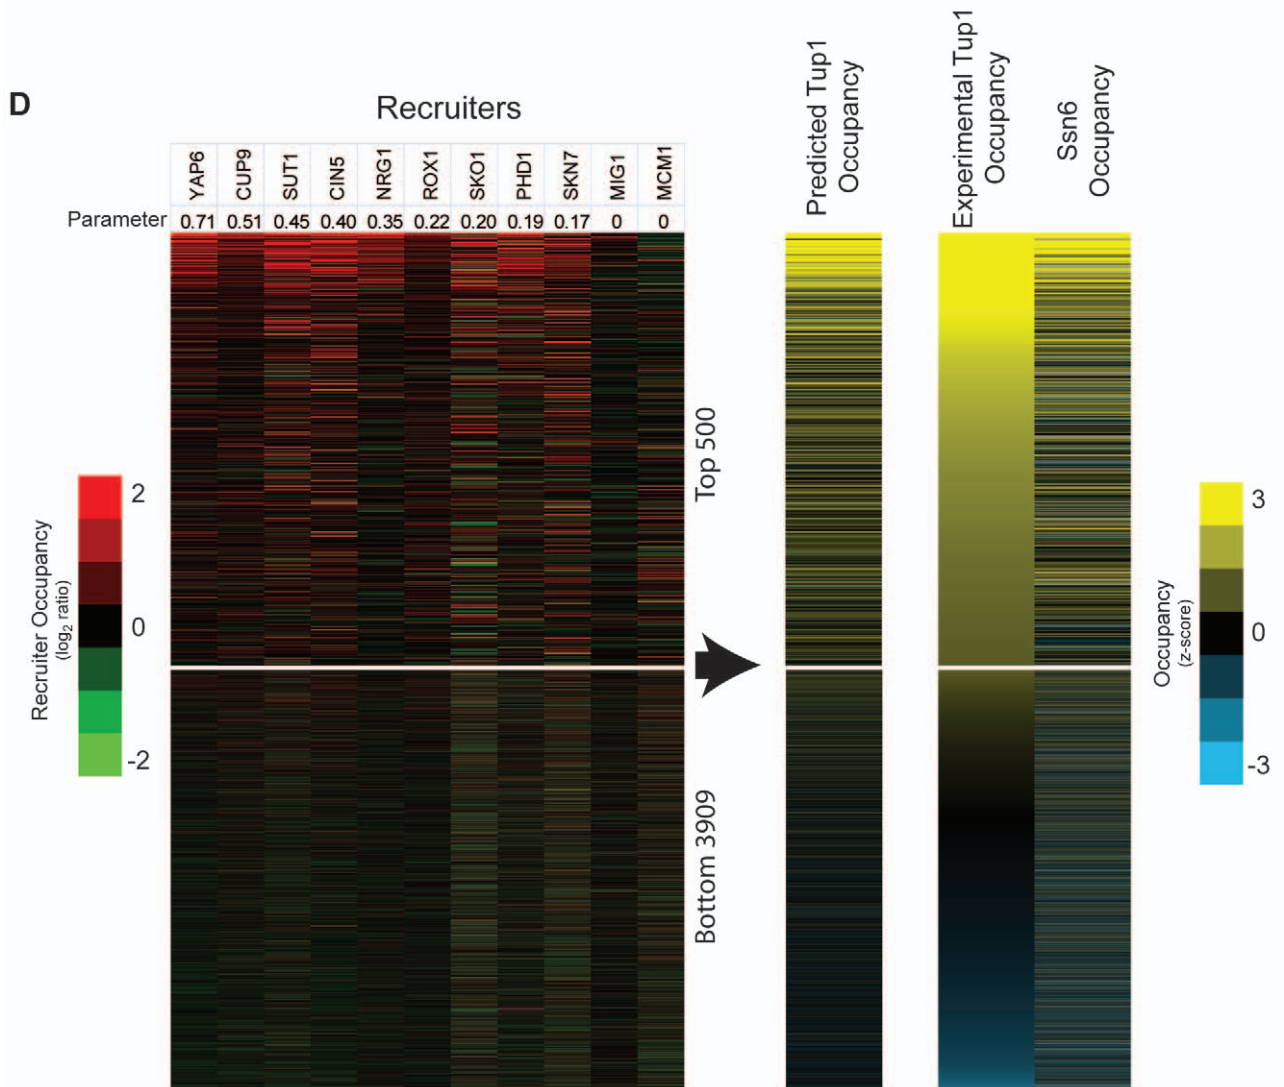 D
Recruiters
YAP6 CUP9 SUT1 CIN5 NRG1 ROX1 SKO1 PHD1 SKN7 MIG1 MCM1
Parameter 0.71 0.51 0.45 0.40 0.35 0.22 0.20 0.19 0.17 0 0
Predicted Tup1
Occupancy
Experimental Tup1
Occupancy
Ssn6
Occupancy
Top 500
Bottom 3909
Recruiter Occupancy
(log2 ratio)
2
0
-2
Occupancy
(z-score)
3
0
-3